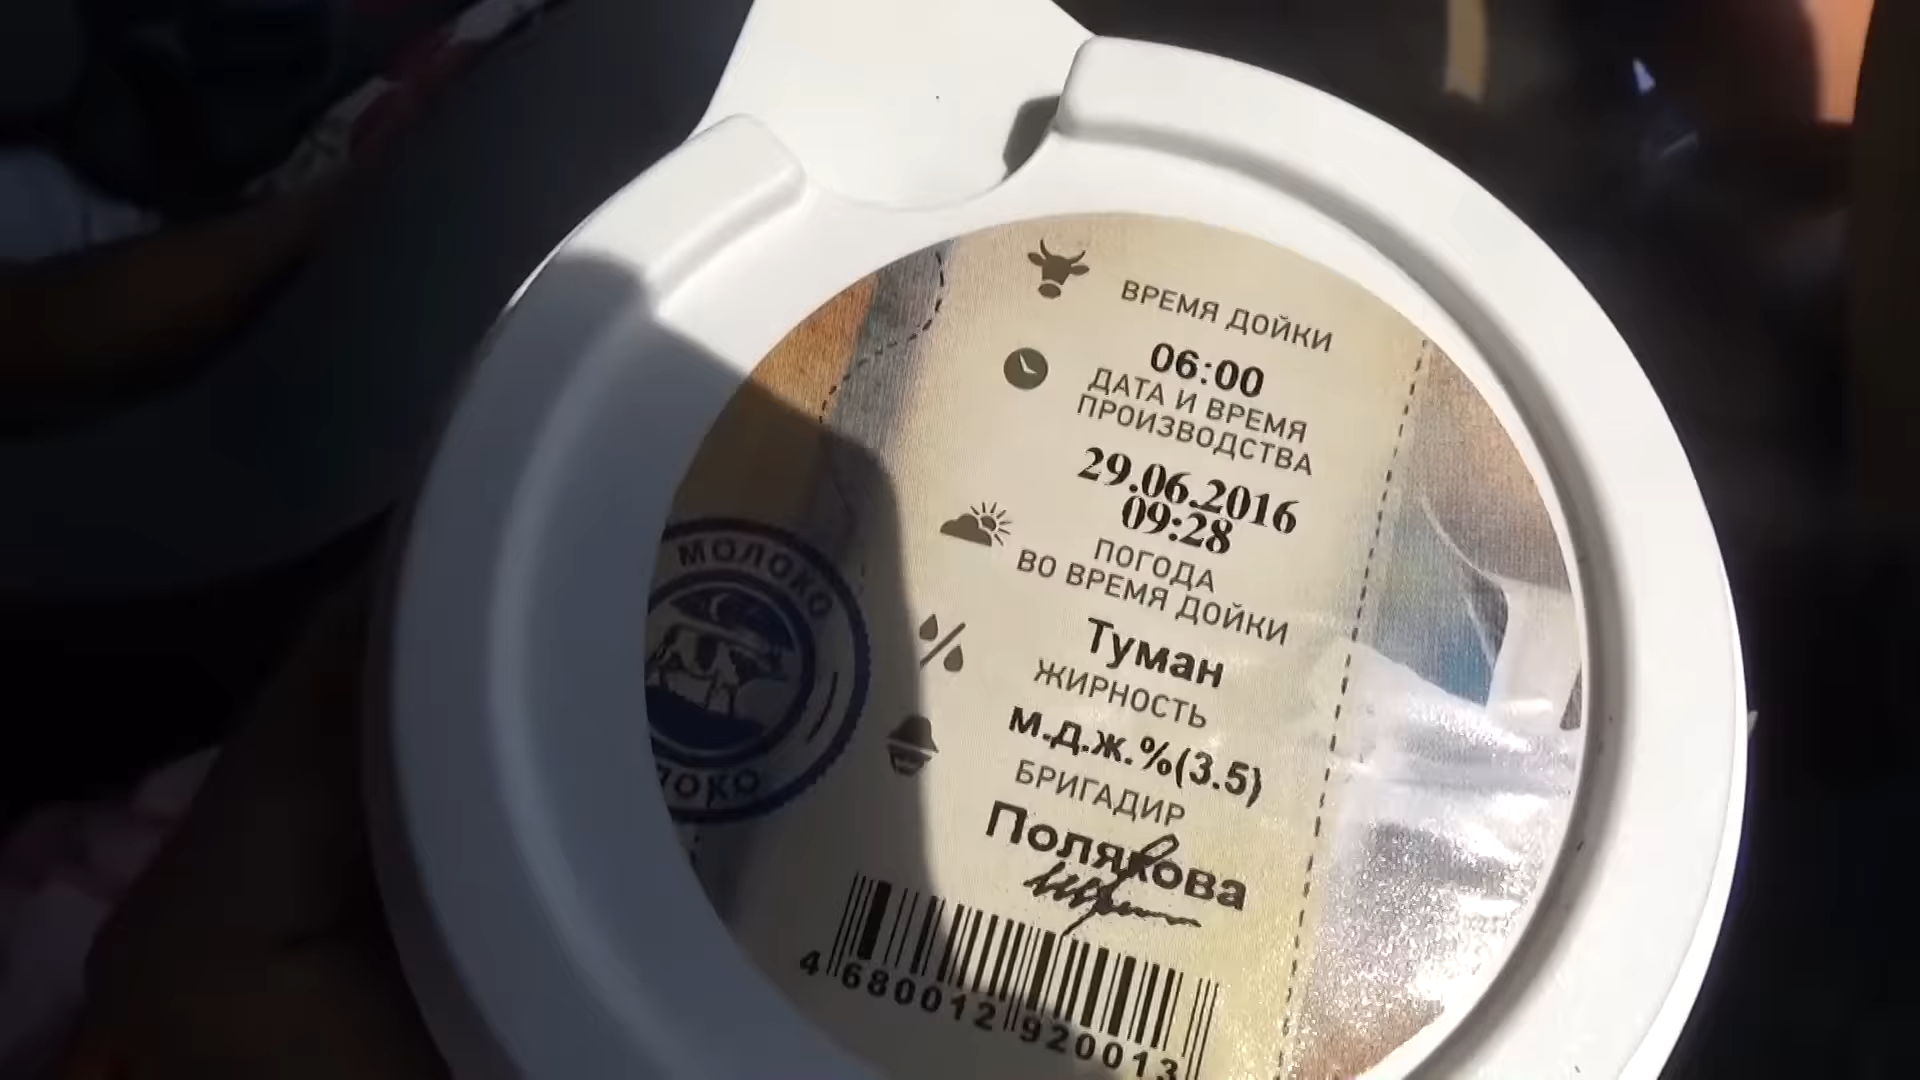 ВРЕМЯ ДОЙКИ
06:00
ДАТА И ВРЕМЯ
ПРОИЗВОДСТВА
29.06.2016
09:28
ПОГОДА
ВО ВРЕМЯ ДОЙКИ
Туман
ЖИРНОСТЬ
м.д.ж.%(3.5)
БРИГАДИР
Полякова
4 680012 920013
МОЛОКО
ЛОКО